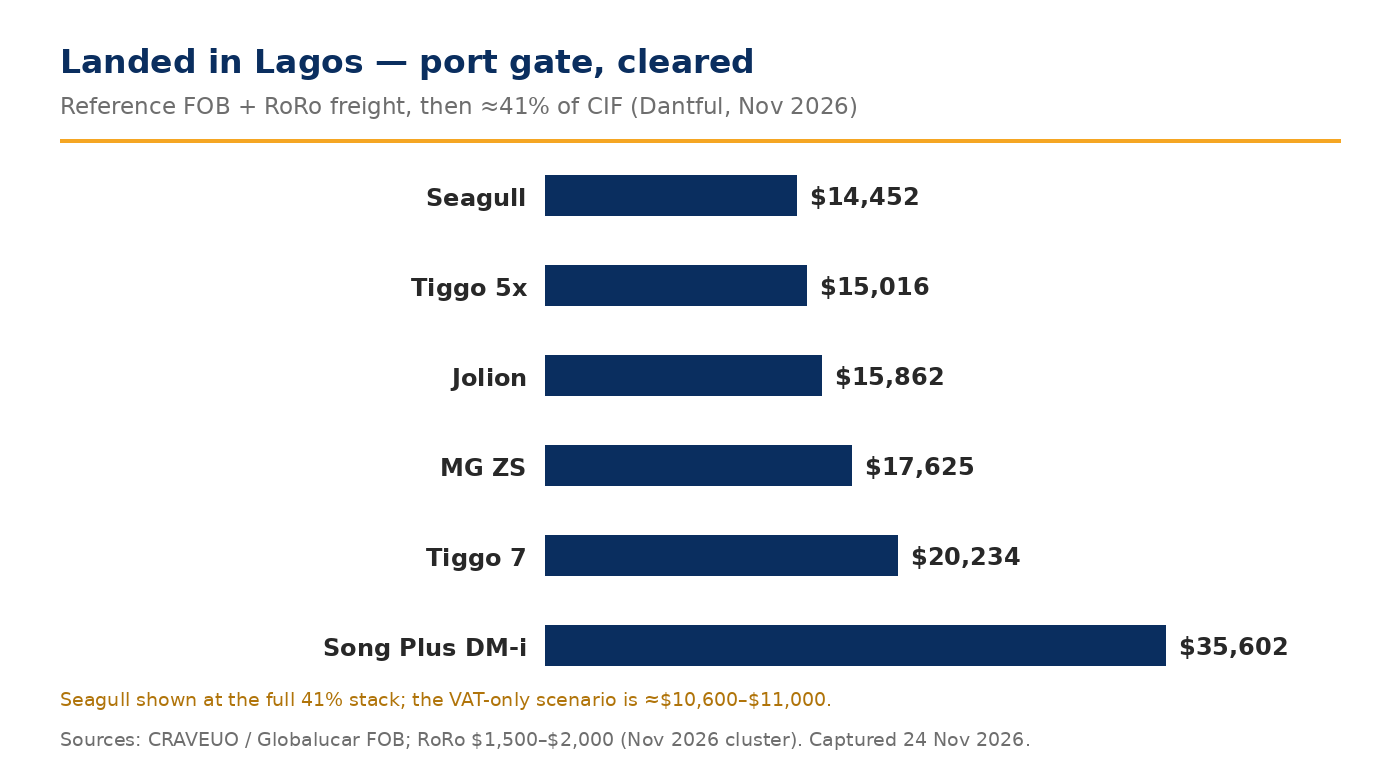 Landed in Lagos — port gate, cleared
Reference FOB + RoRo freight, then ≈41% of CIF (Dantful, Nov 2026)
Seagull $14,452
Tiggo 5x $15,016
Jolion $15,862
MG ZS $17,625
Tiggo 7 $20,234
Song Plus DM-i $35,602
Seagull shown at the full 41% stack; the VAT-only scenario is ≈$10,600–$11,000.
Sources: CRAVEUO / Globalucar FOB; RoRo $1,500–$2,000 (Nov 2026 cluster). Captured 24 Nov 2026.